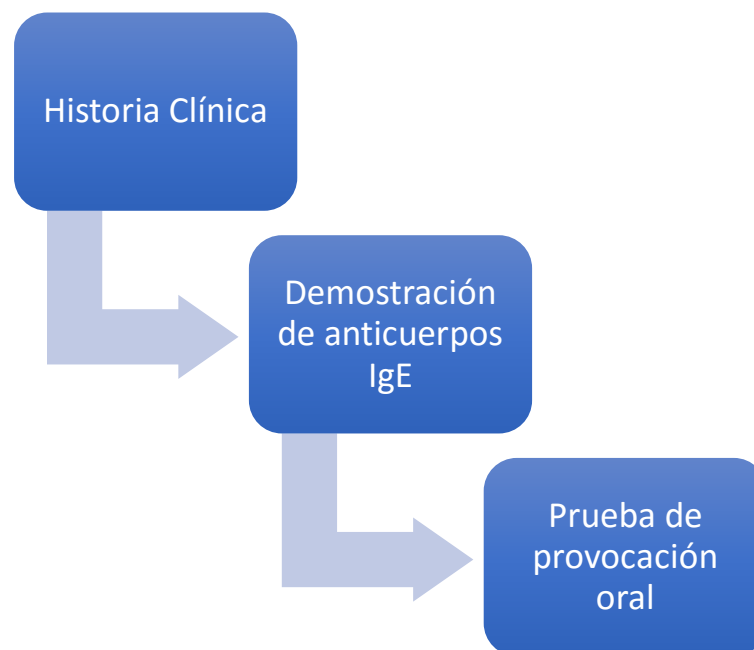 Historia Clínica
Demostración
de anticuerpos
IgE
Prueba de
provocación
oral